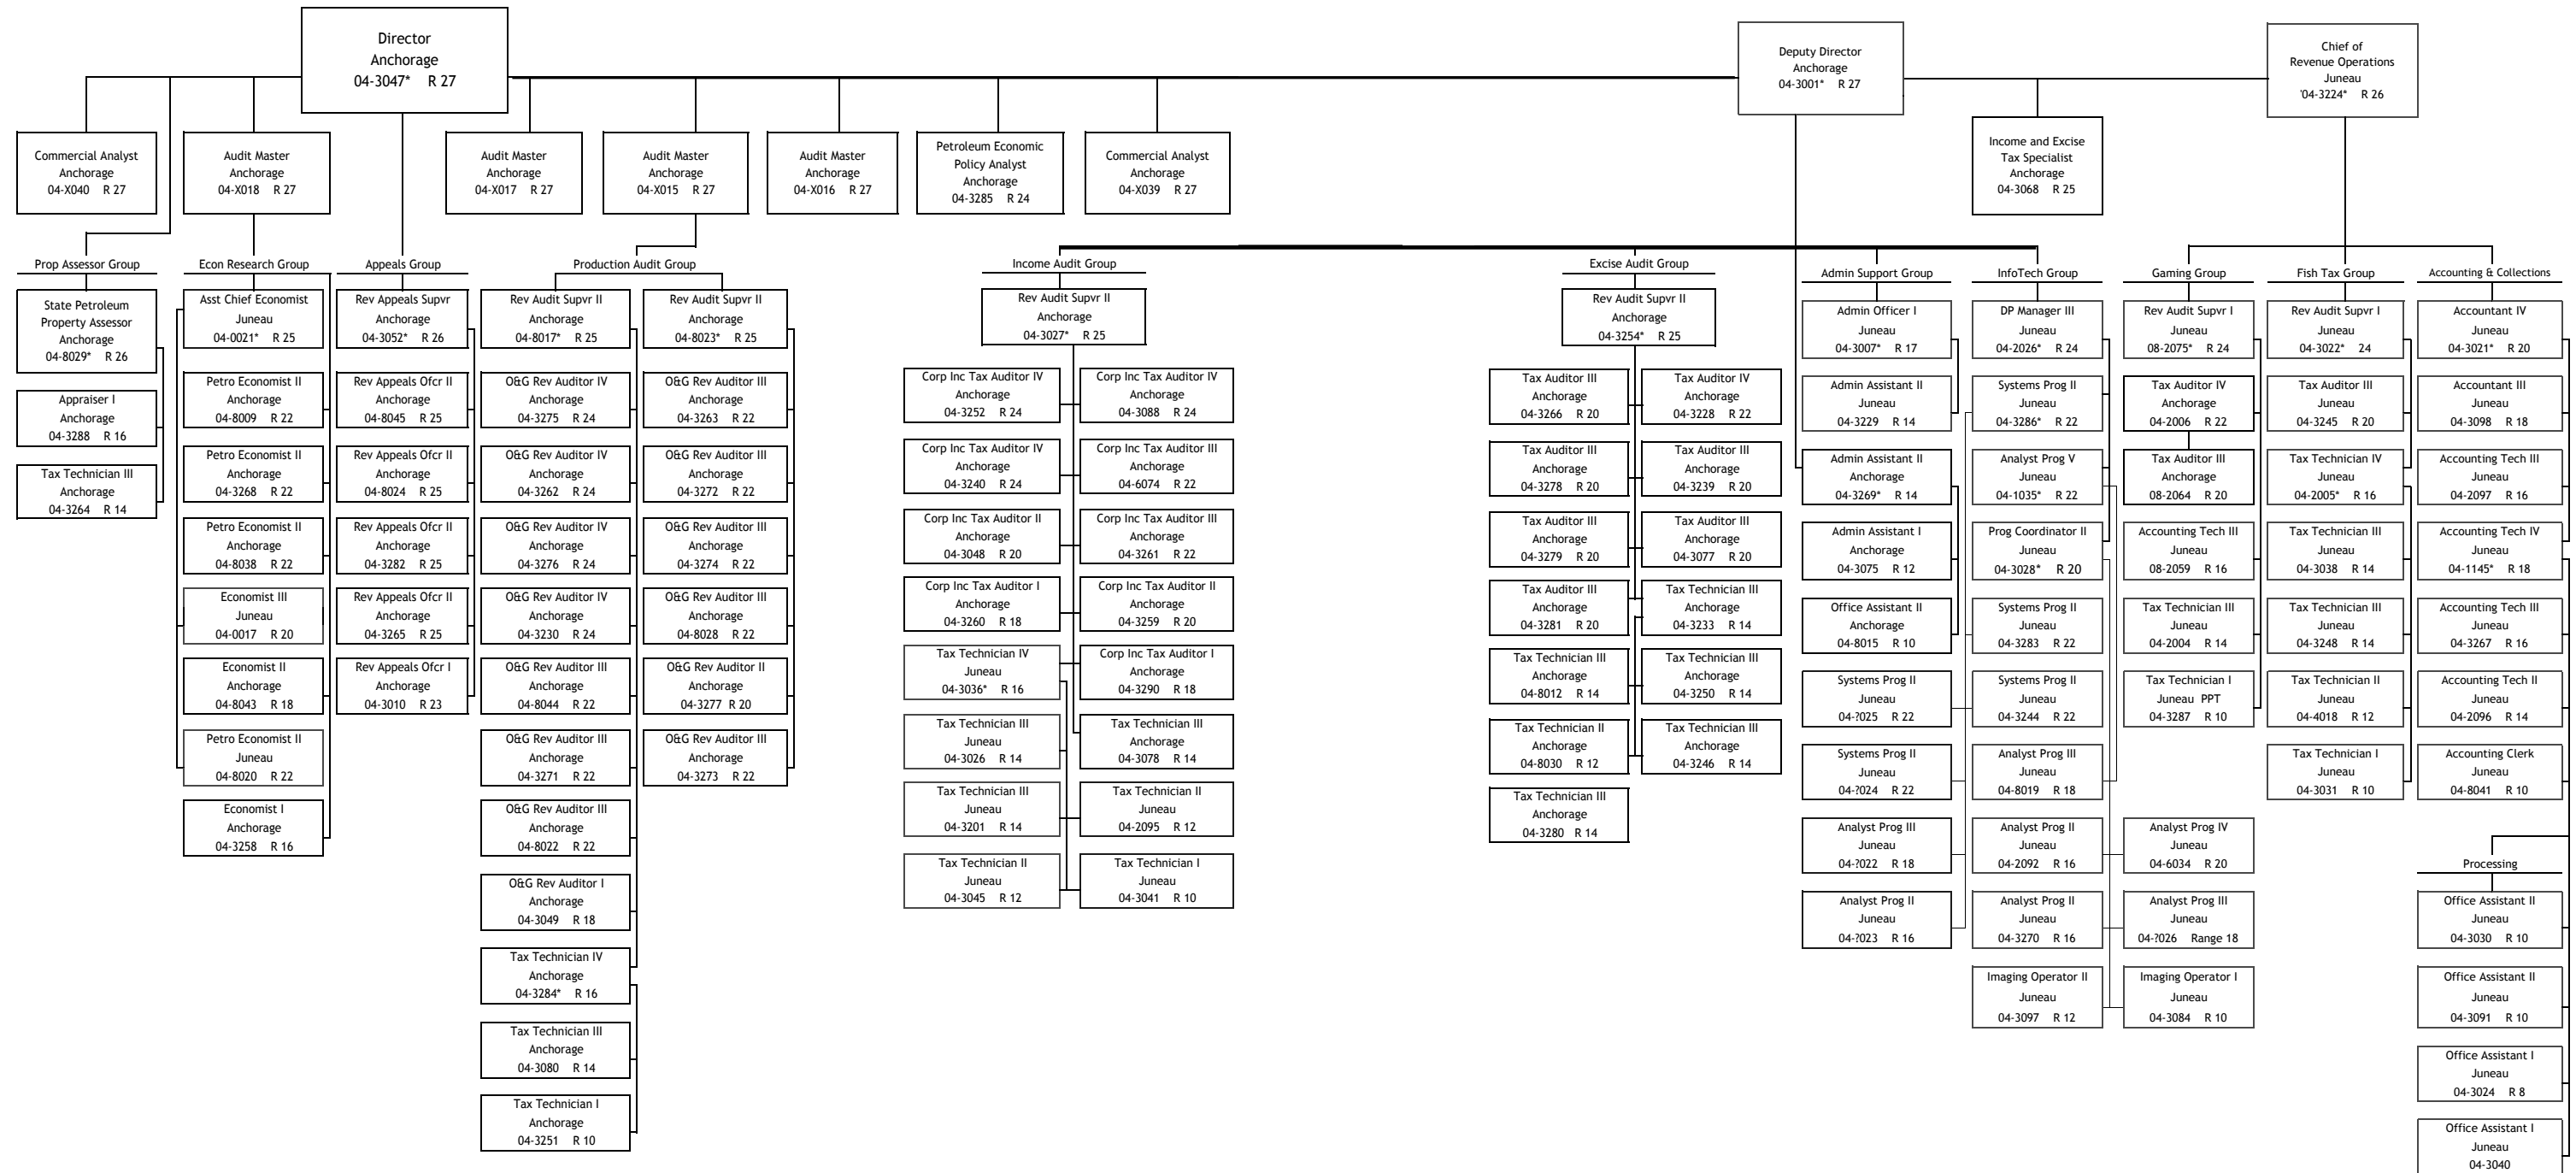 Director
Anchorage
04-3047* R 27
Deputy Director
Anchorage
04-3001* R 27
Chief of
Revenue Operations
Juneau
'04-3224* R 26
Commercial Analyst
Anchorage
04-X040 R 27
Audit Master
Anchorage
04-X018 R 27
Audit Master
Anchorage
04-X017 R 27
Audit Master
Anchorage
04-X015 R 27
Audit Master
Anchorage
04-X016 R 27
Petroleum Economic
Policy Analyst
Anchorage
04-3285 R 24
Commercial Analyst
Anchorage
04-X039 R 27
Income and Excise
Tax Specialist
Anchorage
04-3068 R 25
Prop Assessor Group
State Petroleum
Property Assessor
Anchorage
04-8029* R 26
Appraiser I
Anchorage
04-3288 R 16
Tax Technician III
Anchorage
04-3264 R 14
Econ Research Group
Asst Chief Economist
Juneau
04-0021* R 25
Petro Economist II
Anchorage
04-8009 R 22
Petro Economist II
Anchorage
04-3268 R 22
Petro Economist II
Anchorage
04-8038 R 22
Economist III
Juneau
04-0017 R 20
Economist II
Anchorage
04-8043 R 18
Petro Economist II
Juneau
04-8020 R 22
Economist I
Anchorage
04-3258 R 16
Appeals Group
Rev Appeals Supvr
Anchorage
04-3052* R 26
Rev Appeals Ofcr II
Anchorage
04-8045 R 25
Rev Appeals Ofcr II
Anchorage
04-8024 R 25
Rev Appeals Ofcr II
Anchorage
04-3282 R 25
Rev Appeals Ofcr II
Anchorage
04-3265 R 25
Rev Appeals Ofcr I
Anchorage
04-3010 R 23
Production Audit Group
Rev Audit Supvr II
Anchorage
04-8017* R 25
O&G Rev Auditor IV
Anchorage
04-3275 R 24
O&G Rev Auditor IV
Anchorage
04-3262 R 24
O&G Rev Auditor IV
Anchorage
04-3276 R 24
O&G Rev Auditor IV
Anchorage
04-3230 R 24
O&G Rev Auditor III
Anchorage
04-8044 R 22
O&G Rev Auditor III
Anchorage
04-3271 R 22
O&G Rev Auditor III
Anchorage
04-8022 R 22
O&G Rev Auditor I
Anchorage
04-3049 R 18
Tax Technician IV
Anchorage
04-3284* R 16
Tax Technician III
Anchorage
04-3080 R 14
Tax Technician I
Anchorage
04-3251 R 10
Rev Audit Supvr II
Anchorage
04-8023* R 25
O&G Rev Auditor III
Anchorage
04-3263 R 22
O&G Rev Auditor III
Anchorage
04-3272 R 22
O&G Rev Auditor III
Anchorage
04-3274 R 22
O&G Rev Auditor III
Anchorage
04-8028 R 22
O&G Rev Auditor II
Anchorage
04-3277 R 20
O&G Rev Auditor III
Anchorage
04-3273 R 22
Income Audit Group
Rev Audit Supvr II
Anchorage
04-3027* R 25
Corp Inc Tax Auditor IV
Anchorage
04-3252 R 24
Corp Inc Tax Auditor IV
Anchorage
04-3240 R 24
Corp Inc Tax Auditor II
Anchorage
04-3048 R 20
Corp Inc Tax Auditor I
Anchorage
04-3260 R 18
Tax Technician IV
Juneau
04-3036* R 16
Tax Technician III
Juneau
04-3026 R 14
Tax Technician III
Juneau
04-3201 R 14
Tax Technician II
Juneau
04-3045 R 12
Corp Inc Tax Auditor IV
Anchorage
04-3088 R 24
Corp Inc Tax Auditor III
Anchorage
04-6074 R 22
Corp Inc Tax Auditor III
Anchorage
04-3261 R 22
Corp Inc Tax Auditor II
Anchorage
04-3259 R 20
Corp Inc Tax Auditor I
Anchorage
04-3290 R 18
Tax Technician III
Anchorage
04-3078 R 14
Tax Technician II
Juneau
04-2095 R 12
Tax Technician I
Juneau
04-3041 R 10
Excise Audit Group
Rev Audit Supvr II
Anchorage
04-3254* R 25
Tax Auditor III
Anchorage
04-3266 R 20
Tax Auditor III
Anchorage
04-3278 R 20
Tax Auditor III
Anchorage
04-3279 R 20
Tax Auditor III
Anchorage
04-3281 R 20
Tax Technician III
Anchorage
04-8012 R 14
Tax Technician II
Anchorage
04-8030 R 12
Tax Technician III
Anchorage
04-3280 R 14
Tax Auditor IV
Anchorage
04-3228 R 22
Tax Auditor III
Anchorage
04-3239 R 20
Tax Auditor III
Anchorage
04-3077 R 20
Tax Technician III
Anchorage
04-3233 R 14
Tax Technician III
Anchorage
04-3250 R 14
Tax Technician III
Anchorage
04-3246 R 14
Admin Support Group
Admin Officer I
Juneau
04-3007* R 17
Admin Assistant II
Juneau
04-3229 R 14
Admin Assistant II
Anchorage
04-3269* R 14
Admin Assistant I
Anchorage
04-3075 R 12
Office Assistant II
Anchorage
04-8015 R 10
Systems Prog II
Juneau
04-?025 R 22
Systems Prog II
Juneau
04-?024 R 22
Analyst Prog III
Juneau
04-?022 R 18
Analyst Prog II
Juneau
04-?023 R 16
InfoTech Group
DP Manager III
Juneau
04-2026* R 24
Systems Prog II
Juneau
04-3286* R 22
Analyst Prog V
Juneau
04-1035* R 22
Prog Coordinator II
Juneau
04-3028* R 20
Systems Prog II
Juneau
04-3283 R 22
Systems Prog II
Juneau
04-3244 R 22
Analyst Prog III
Juneau
04-8019 R 18
Analyst Prog II
Juneau
04-2092 R 16
Analyst Prog II
Juneau
04-3270 R 16
Imaging Operator II
Juneau
04-3097 R 12
Gaming Group
Rev Audit Supvr I
Juneau
08-2075* R 24
Tax Auditor IV
Anchorage
04-2006 R 22
Tax Auditor III
Anchorage
08-2064 R 20
Accounting Tech III
Juneau
08-2059 R 16
Tax Technician III
Juneau
04-2004 R 14
Tax Technician I
Juneau PPT
04-3287 R 10
Analyst Prog IV
Juneau
04-6034 R 20
Analyst Prog III
Juneau
04-?026 Range 18
Imaging Operator I
Juneau
04-3084 R 10
Fish Tax Group
Rev Audit Supvr I
Juneau
04-3022* 24
Tax Auditor III
Juneau
04-3245 R 20
Tax Technician IV
Juneau
04-2005* R 16
Tax Technician III
Juneau
04-3038 R 14
Tax Technician III
Juneau
04-3248 R 14
Tax Technician II
Juneau
04-4018 R 12
Tax Technician I
Juneau
04-3031 R 10
Accounting & Collections
Accountant IV
Juneau
04-3021* R 20
Accountant III
Juneau
04-3098 R 18
Accounting Tech III
Juneau
04-2097 R 16
Accounting Tech IV
Juneau
04-1145* R 18
Accounting Tech III
Juneau
04-3267 R 16
Accounting Tech II
Juneau
04-2096 R 14
Accounting Clerk
Juneau
04-8041 R 10
Processing
Office Assistant II
Juneau
04-3030 R 10
Office Assistant II
Juneau
04-3091 R 10
Office Assistant I
Juneau
04-3024 R 8
Office Assistant I
Juneau
04-3040